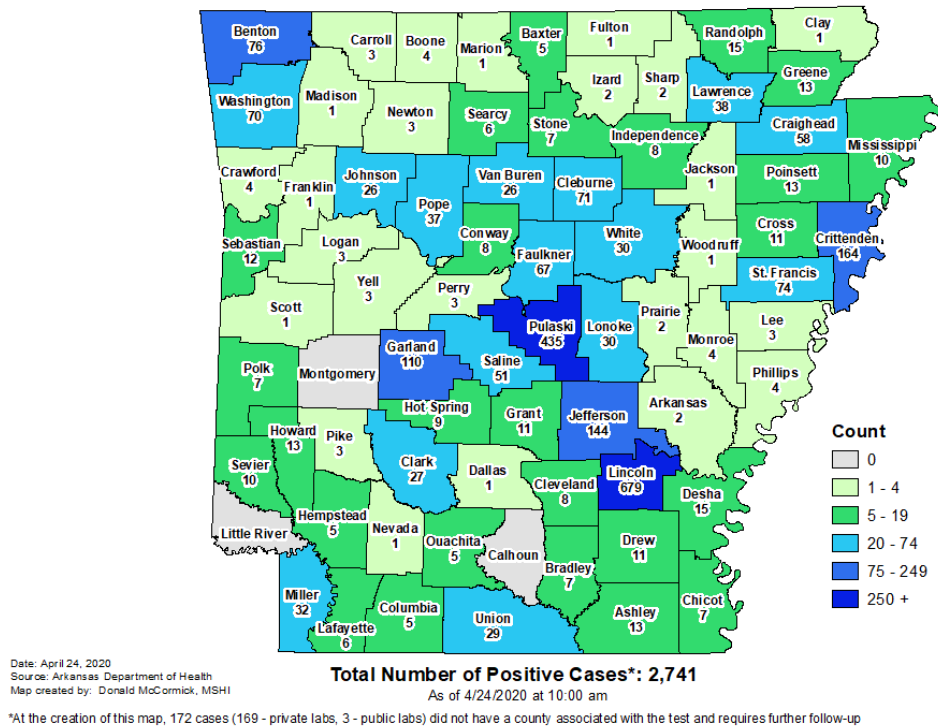 Benton
76
Carroll
3
Boone
4
Marion
1
Baxter
5
Fulton
1
Randolph
15
Clay
1
Washington
70
Madison
1
Newton
3
Searcy
6
Stone
7
Izard
2
Sharp
2
Lawrence
38
Greene
13
Independence
8
Craighead
58
Mississippi
10
Crawford
4
Franklin
1
Johnson
26
Pope
37
Van Buren
26
Cleburne
71
Jackson
1
Poinsett
13
Sebastian
12
Logan
3
Conway
8
Faulkner
67
White
30
Woodruff
1
Cross
11
Crittenden
164
St. Francis
74
Scott
1
Yell
3
Perry
3
Pulaski
435
Lonoke
30
Prairie
2
Monroe
4
Lee
3
Phillips
4
Polk
7
Montgomery
Garland
110
Saline
51
Hot Spring
9
Grant
11
Jefferson
144
Arkansas
2
Howard
13
Pike
3
Sevier
10
Clark
27
Dallas
1
Cleveland
8
Lincoln
679
Desha
15
Little River
Hempstead
5
Nevada
1
Ouachita
5
Calhoun
Bradley
7
Drew
11
Miller
32
Lafayette
6
Columbia
5
Union
29
Ashley
13
Chicot
7
Count
0
1 - 4
5 - 19
20 - 74
75 - 249
250 +
Date: April 24, 2020
Source: Arkansas Department of Health
Map created by: Donald McCormick, MSHI
Total Number of Positive Cases*: 2,741
As of 4/24/2020 at 10:00 am
*At the creation of this map, 172 cases (169 - private labs, 3 - public labs) did not have a county associated with the test and requires further follow-up